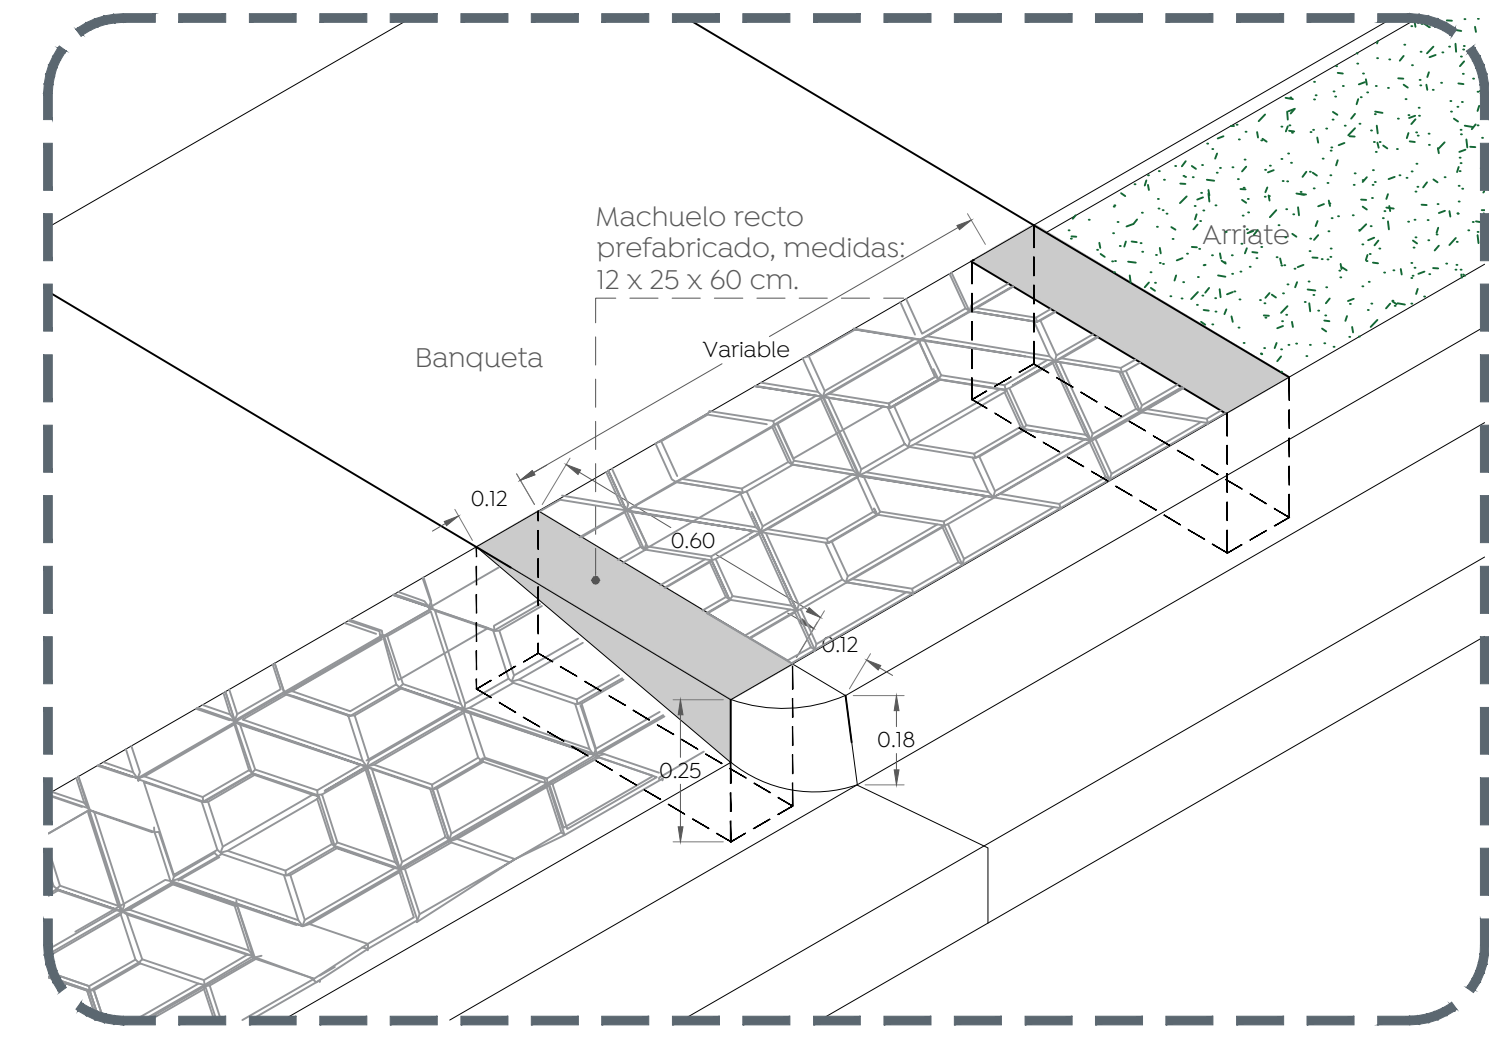 Machuelo recto
prefabricado, medidas:
12 x 25 x 60 cm.
Arriate
Variable
Banqueta
0.12
0.60
0.12
0.18
0.25